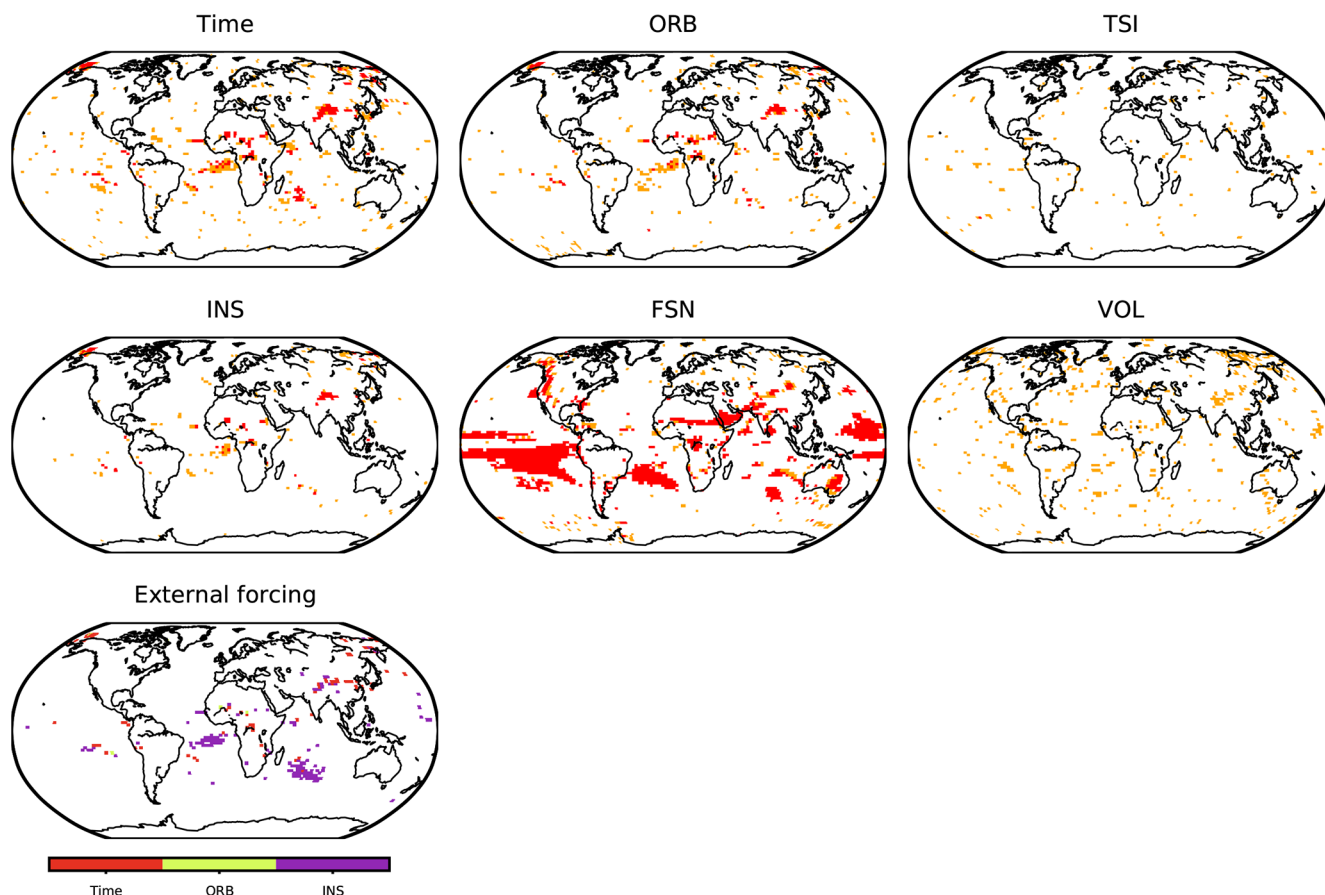 Time ORB TSI
INS FSN VOL
External forcing
Time ORB INS